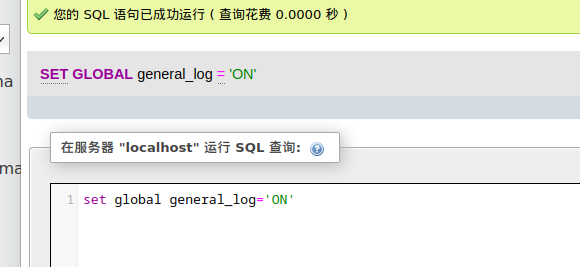 您的 SQL 语句已成功运行 ( 查询花费 0.0000 秒 )
SET GLOBAL general_log = 'ON'
na
在服务器 "localhost" 运行 SQL 查询:
ma
1 set global general_log='ON'